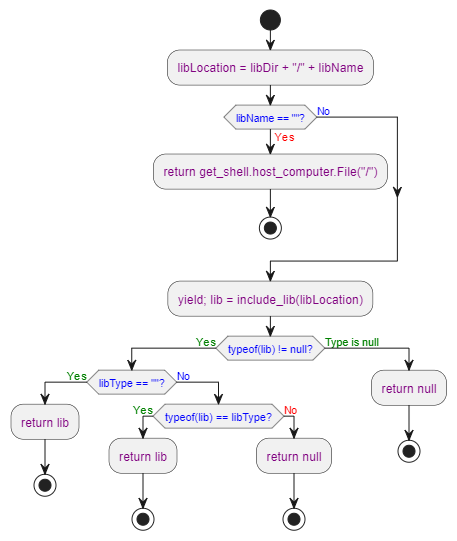 libLocation = libDir + "/" + libName
libName == ""?
No
Yes
return get_shell.host_computer.File("/")
yield; lib = include_lib(libLocation)
Yes
typeof(lib) != null?
Type is null
Yes
libType == ""?
No
return null
return lib
Yes
typeof(lib) == libType?
No
return lib
return null